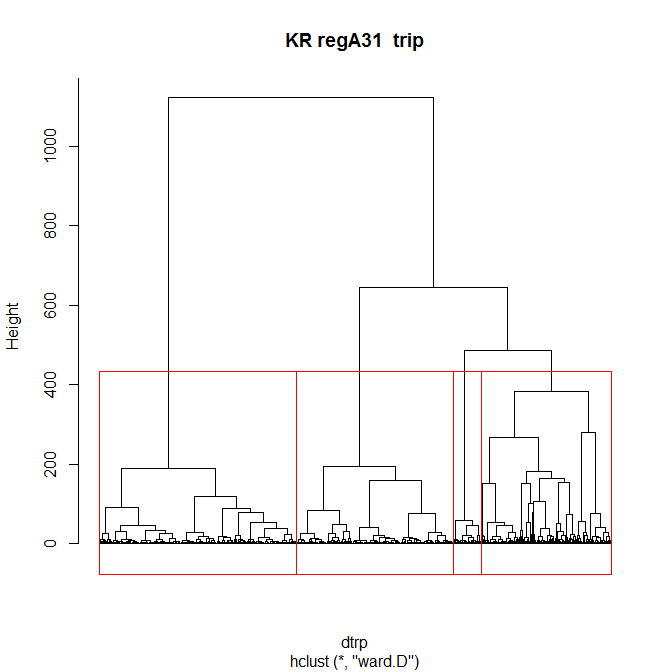 KR regA31  trip
Height
1000
800
600
400
200
0
dtrp
hclust (*, "ward.D")